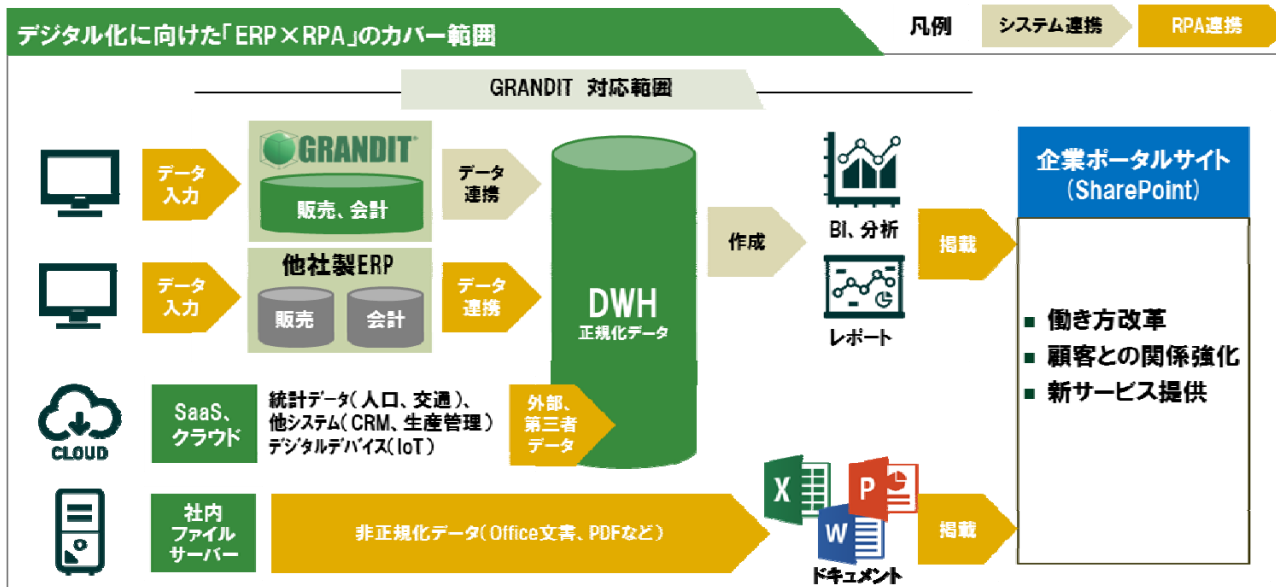 デジタル化に向けた「ERP×RPA」のカバー範囲
凡例
システム連携
RPA連携
GRANDIT 対応範囲
データ
入力
GRANDIT
販売、会計
データ
連携
データ
入力
他社製ERP
販売
会計
データ
連携
DWH
正規化データ
作成
BI、分析
レポート
掲載
企業ポータルサイト
(SharePoint)
働き方改革
顧客との関係強化
新サービス提供
CLOUD
SaaS、
クラウド
統計データ(人口、交通)、
他システム(CRM、生産管理)
デジタルデバイス(IoT)
外部、
第三者
データ
社内
ファイル
サーバー
非正規化データ(Office文書、PDFなど)
X
P
W
ドキュメント
掲載